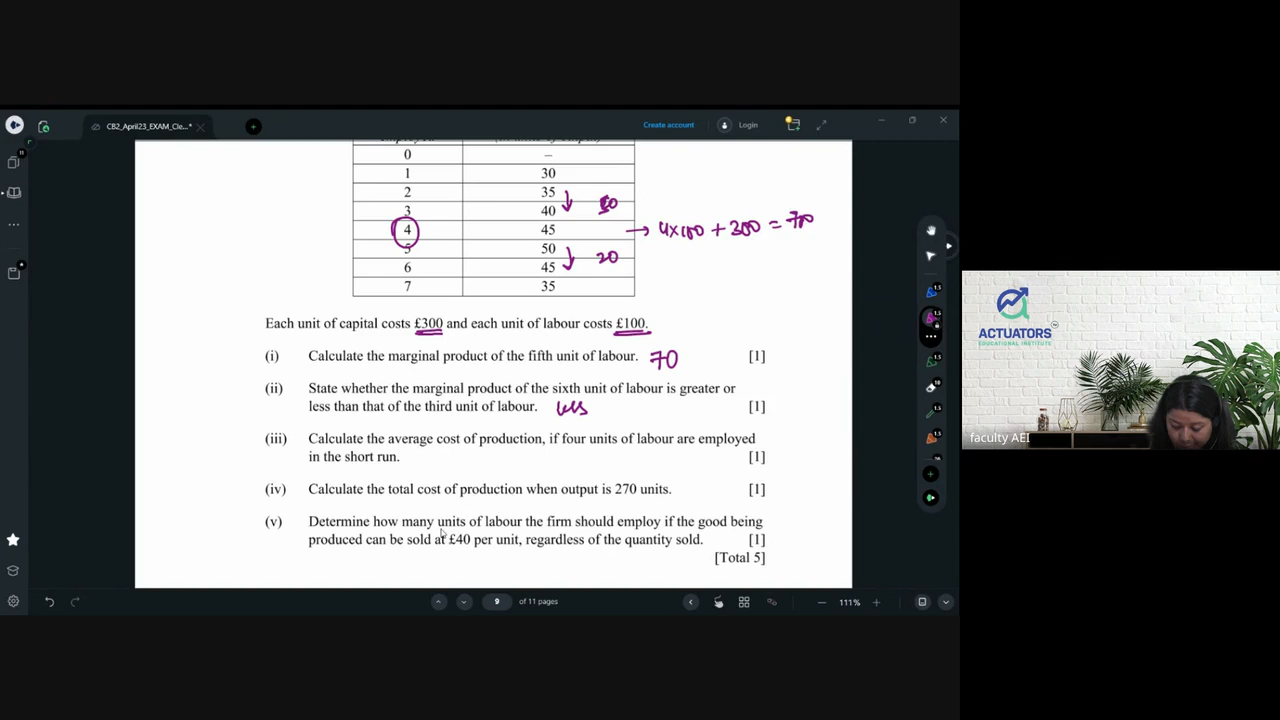 CB2_April23_EXAM_Cle...*
Create account
Login
0 –
1 30
2 35
3 40
4 45 → 4x100 + 300 = 700
5 50
20
6 45
7 35
Each unit of capital costs £300 and each unit of labour costs £100.
(i) Calculate the marginal product of the fifth unit of labour. 70 [1]
(ii) State whether the marginal product of the sixth unit of labour is greater or
less than that of the third unit of labour. less [1]
(iii) Calculate the average cost of production, if four units of labour are employed
in the short run. [1]
(iv) Calculate the total cost of production when output is 270 units. [1]
(v) Determine how many units of labour the firm should employ if the good being
produced can be sold at £40 per unit, regardless of the quantity sold. [1]
[Total 5]
9 of 11 pages
111%
ACTUATORS
EDUCATIONAL INSTITUTE
faculty AEI